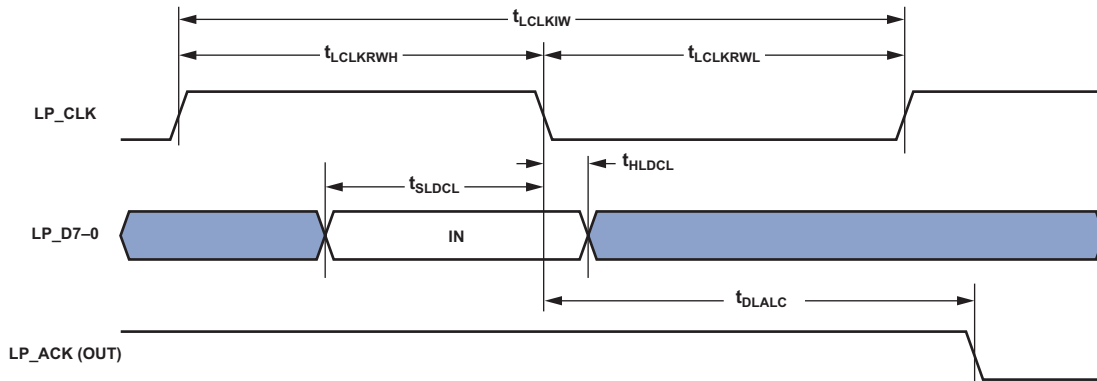 tLCLKIW
tLCLKRWH
tLCLKRWL
LP_CLK
tHLDCL
tSLDCL
LP_D7–0
IN
tDLALC
LP_ACK (OUT)